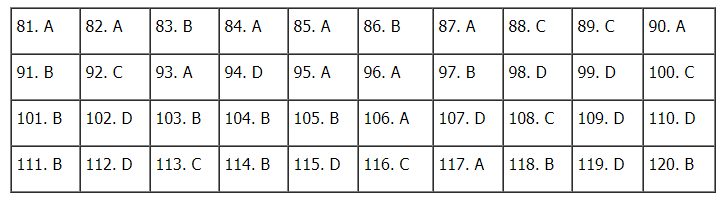 81. A 82. A 83. B 84. A 85. A 86. B 87. A 88. C 89. C 90. A
91. B 92. C 93. A 94. D 95. A 96. A 97. B 98. D 99. D 100. C
101. B 102. D 103. B 104. B 105. B 106. A 107. D 108. C 109. D 110. D
111. B 112. D 113. C 114. B 115. D 116. C 117. A 118. B 119. D 120. B